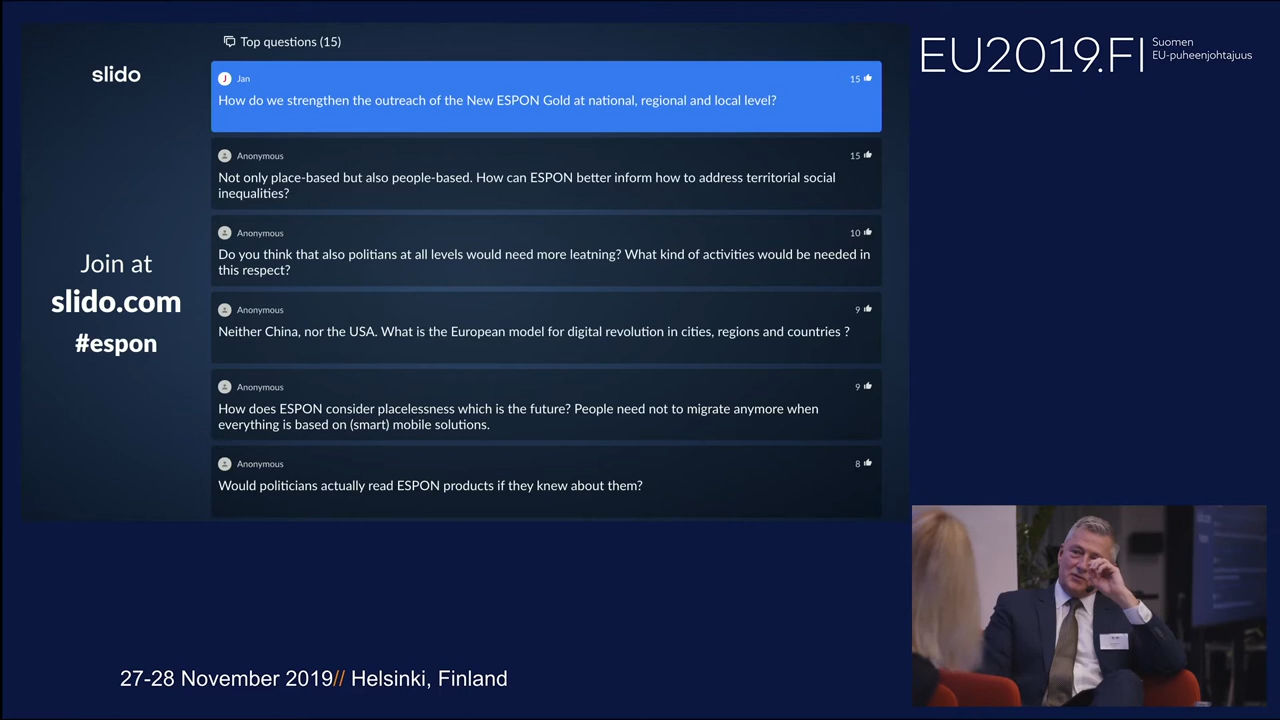 Top questions (15)
slido
EU2019.FI
Suomen
EU-puheenjohtajuus
J Jan
15
How do we strengthen the outreach of the New ESPON Gold at national, regional and local level?
Anonymous
15
Not only place-based but also people-based. How can ESPON better inform how to address territorial social
inequalities?
Anonymous
10
Do you think that also politians at all levels would need more leatning? What kind of activities would be needed in
this respect?
Join at
slido.com
#espon
Anonymous
9
Neither China, nor the USA. What is the European model for digital revolution in cities, regions and countries ?
Anonymous
9
How does ESPON consider placelessness which is the future? People need not to migrate anymore when
everything is based on (smart) mobile solutions.
Anonymous
8
Would politicians actually read ESPON products if they knew about them?
27-28 November 2019// Helsinki, Finland